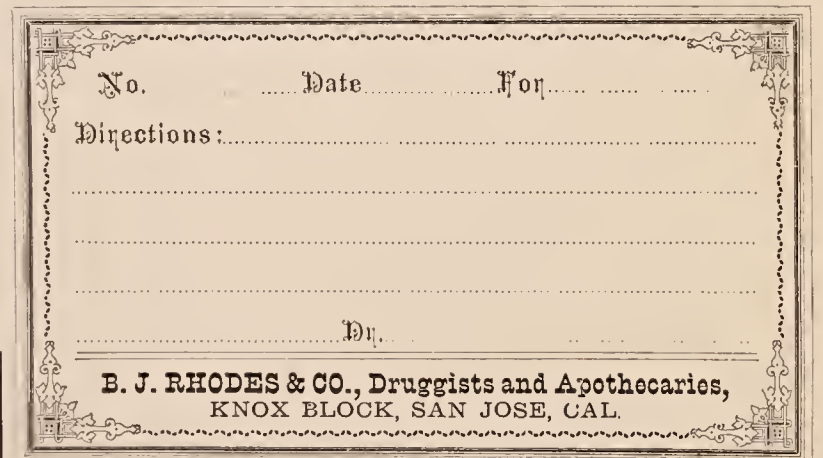 No. Date For
Directions:
Dr.
B. J. RHODES & CO., Druggists and Apothecaries,
KNOX BLOCK, SAN JOSE, CAL.